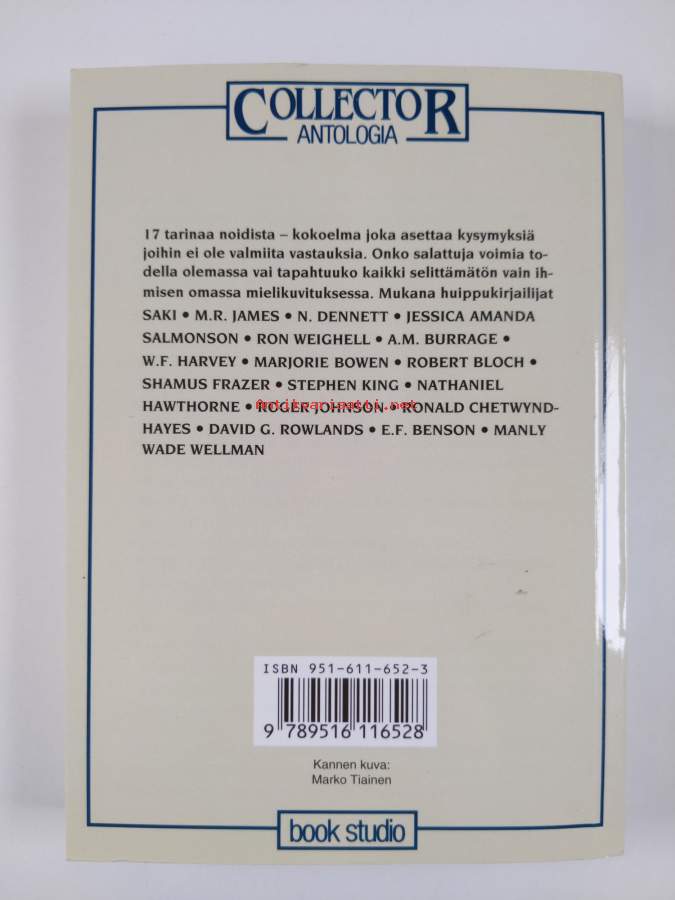 COLLECTOR
ANTOLOGIA
17 tarinaa noidista – kokoelma joka asettaa kysymyksiä
joihin ei ole valmiita vastauksia. Onko salattuja voimia to-
della olemassa vai tapahtuuko kaikki selittämätön vain ih-
misen omassa mielikuvituksessa. Mukana huippukirjailijat
SAKI • M.R. JAMES • N. DENNETT • JESSICA AMANDA
SALMONSON • RON WEIGHELL • A.M. BURRAGE •
W.F. HARVEY • MARJORIE BOWEN • ROBERT BLOCH •
SHAMUS FRAZER • STEPHEN KING • NATHANIEL
HAWTHORNE • ROGER JOHNSON • RONALD CHETWYND-
Antikvariaatti.net
HAYES • DAVID G. ROWLANDS • E.F. BENSON • MANLY
WADE WELLMAN
ISBN 951-611-652-3
9 789516 116528
Kannen kuva:
Marko Tiainen
book studio